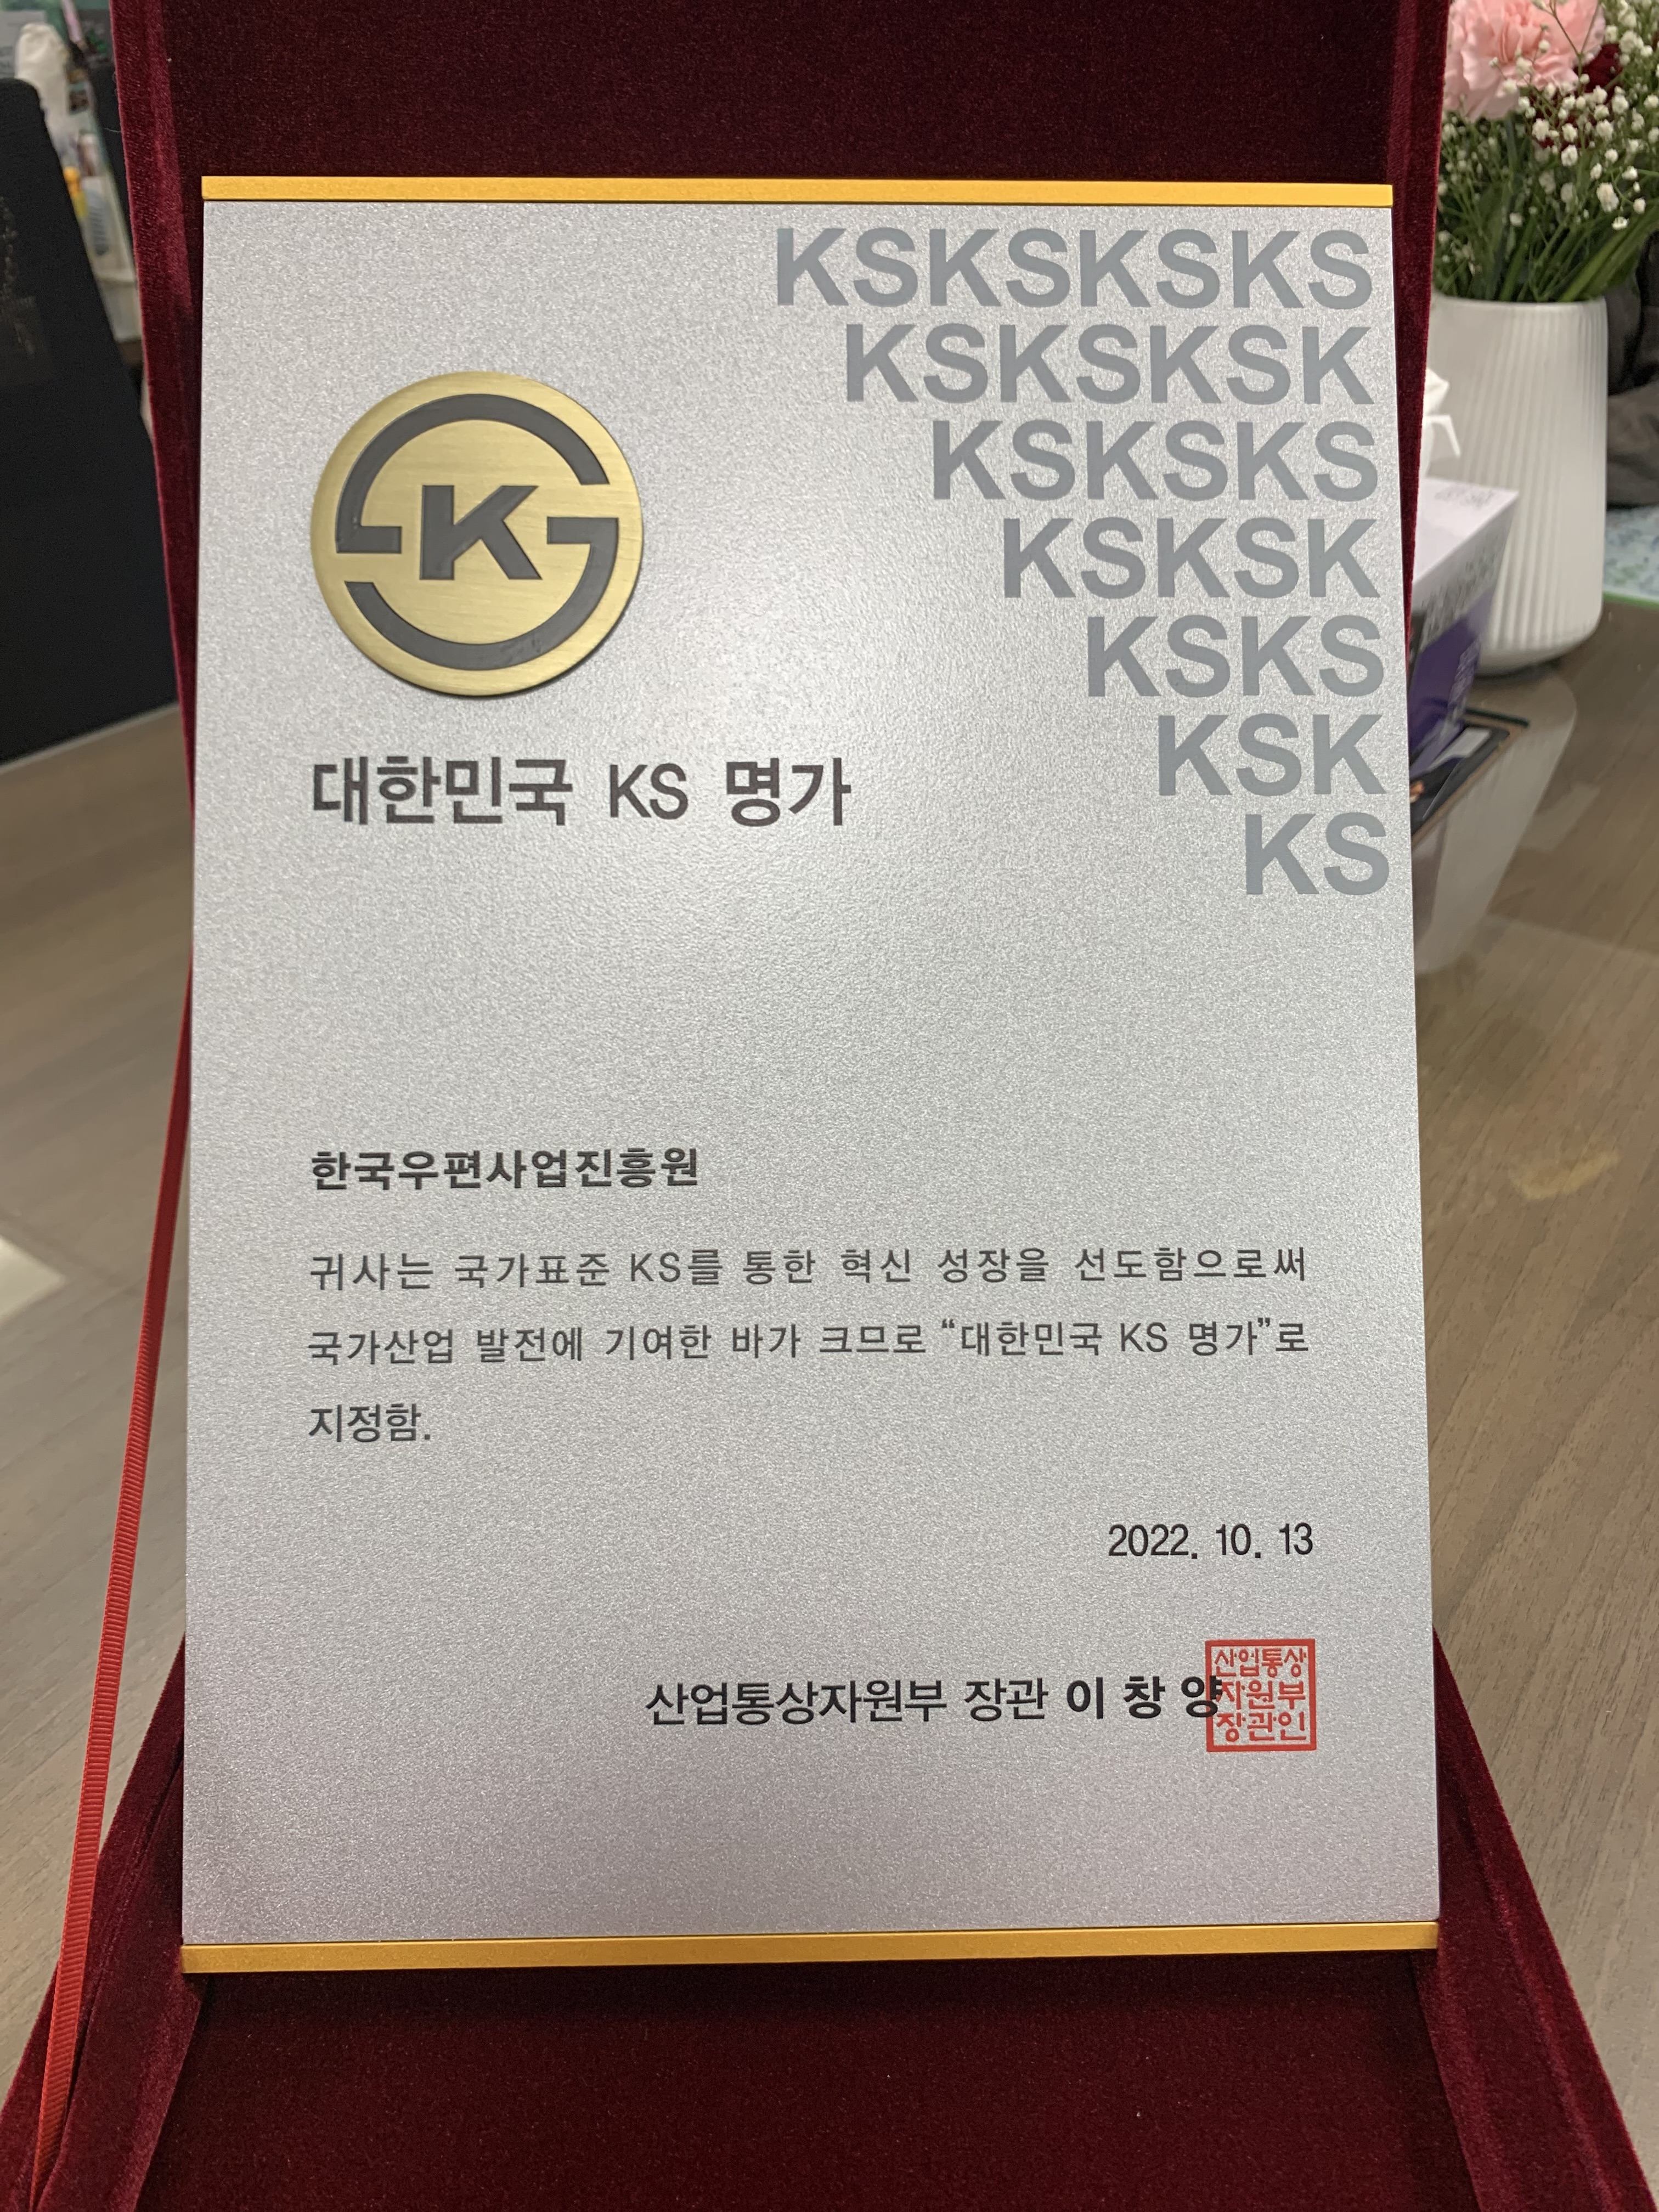 KSKSKSKS
KSKSKSK
KSKSKS
KSKSK
KSKS
KSK
KS
K
대한민국 KS 명가
한국우편사업진흥원
귀사는 국가표준 KS를 통한 혁신 성장을 선도함으로써
국가산업 발전에 기여한 바가 크므로 “대한민국 KS 명가”로
지정함.
2022. 10. 13
산업통상자원부 장관 이 창 양
산업통상
자원부
장관인